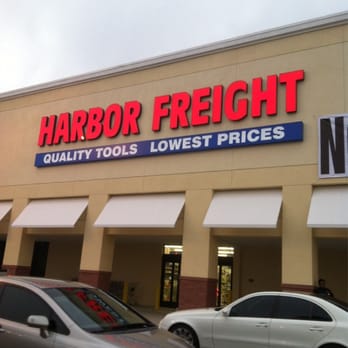 HARBOR FREIGHT
QUALITY TOOLS LOWEST PRICES
N